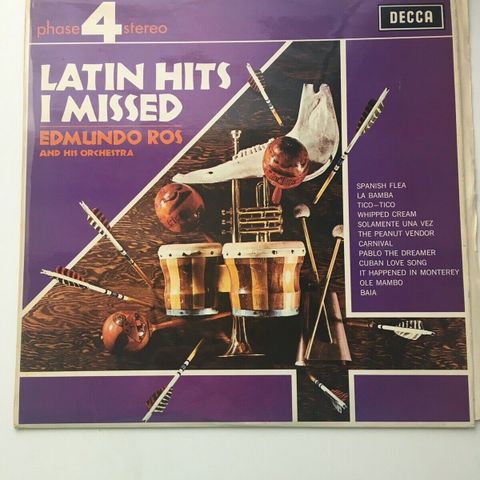 phase 4 stereo
DECCA
LATIN HITS
I MISSED
EDMUNDO ROS
AND HIS ORCHESTRA
SPANISH FLEA
LA BAMBA
TICO-TICO
WHIPPED CREAM
SOLAMENTE UNA VEZ
THE PEANUT VENDOR
CARNIVAL
PABLO THE DREAMER
CUBAN LOVE SONG
IT HAPPENED IN MONTEREY
OLE MAMBO
BAIA